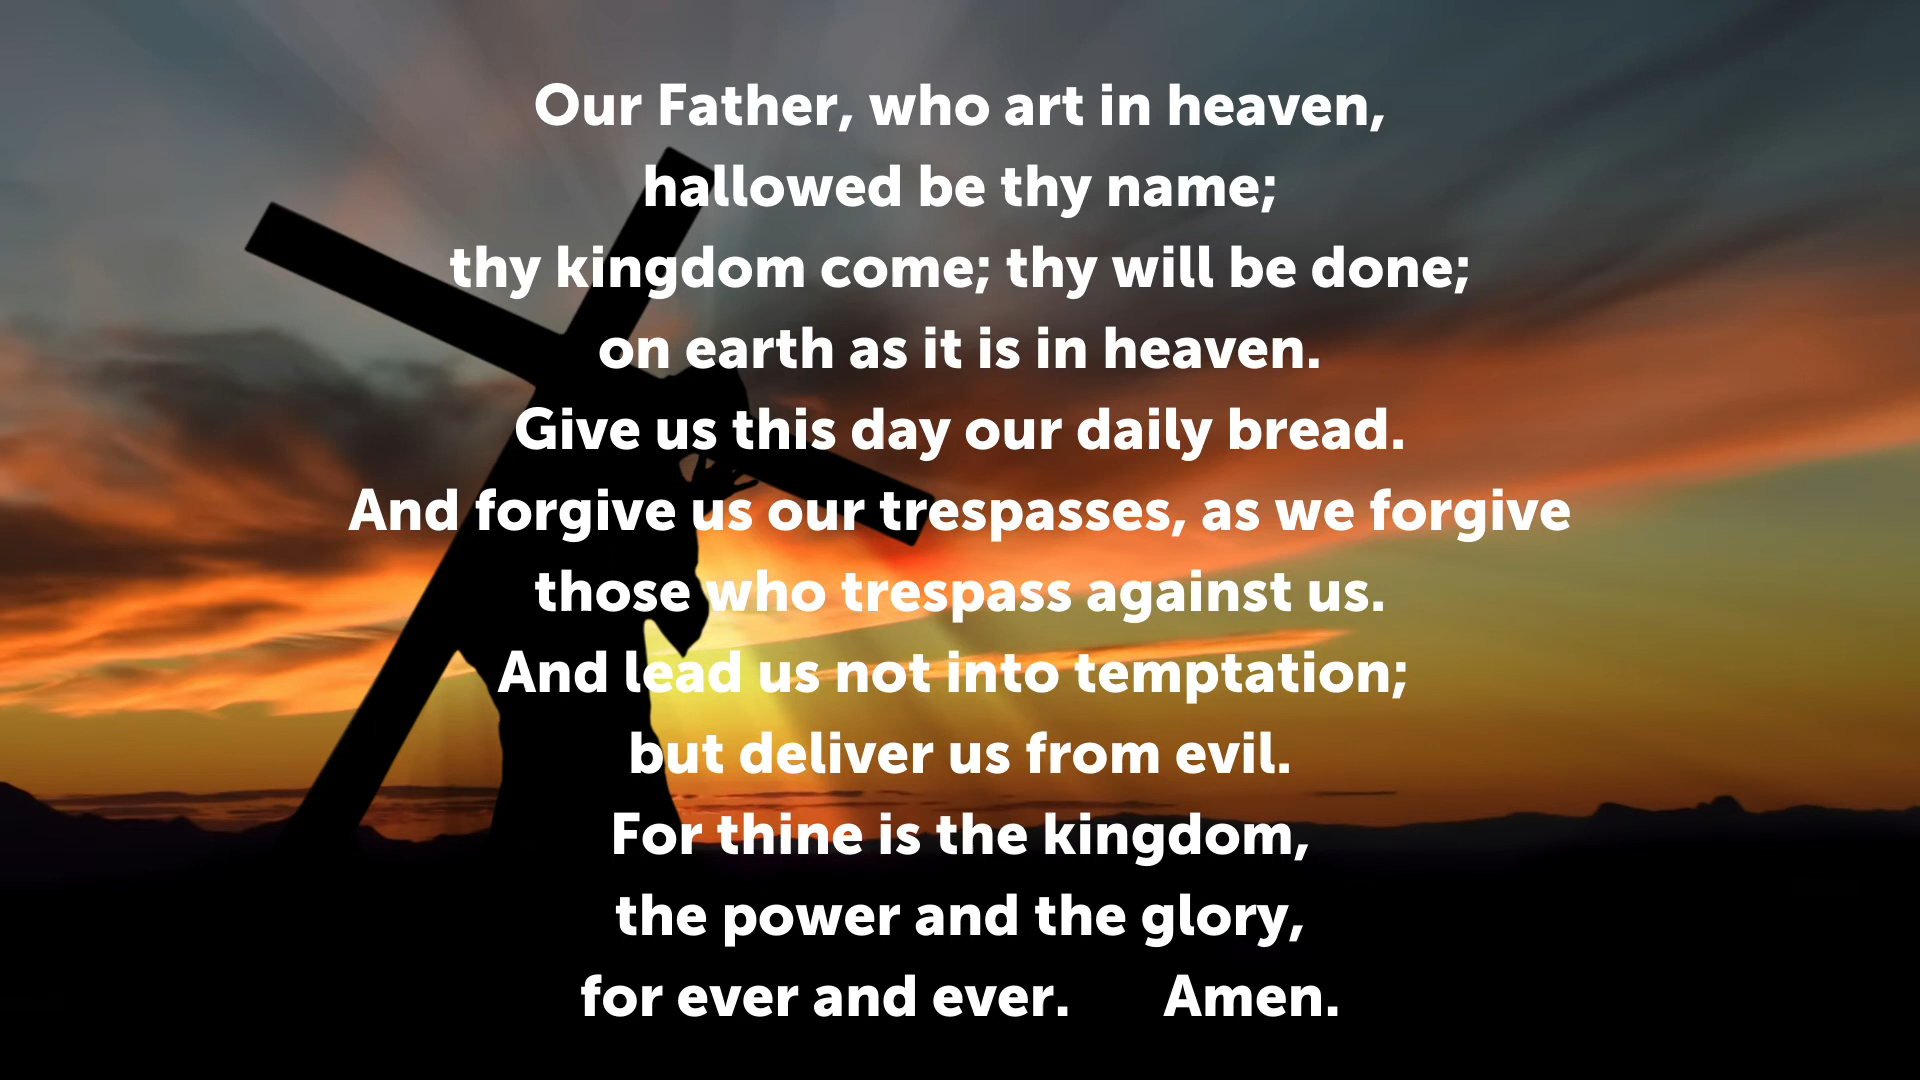 Our Father, who art in heaven,
hallowed be thy name;
thy kingdom come; thy will be done;
on earth as it is in heaven.
Give us this day our daily bread.
And forgive us our trespasses, as we forgive
those who trespass against us.
And lead us not into temptation;
but deliver us from evil.
For thine is the kingdom,
the power and the glory,
for ever and ever. Amen.